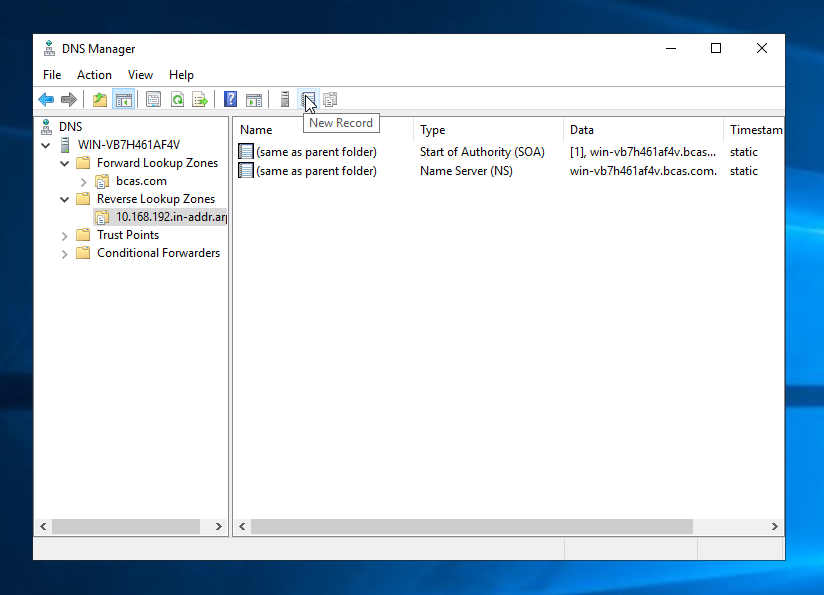 DNS Manager
File Action View Help
New Record
DNS
WIN-VB7H461AF4V
Forward Lookup Zones
bcas.com
Reverse Lookup Zones
10.168.192.in-addr.arp
Trust Points
Conditional Forwarders
Name Type Data Timestam
(same as parent folder) Start of Authority (SOA) [1], win-vb7h461af4v.bcas... static
(same as parent folder) Name Server (NS) win-vb7h461af4v.bcas.com. static